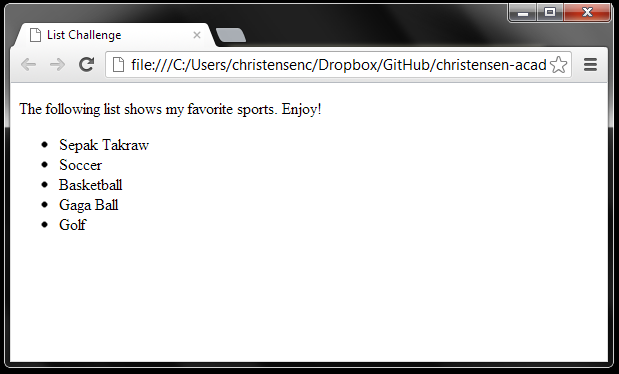 List Challenge
file:///C:/Users/christensenc/Dropbox/GitHub/christensen-acad
The following list shows my favorite sports. Enjoy!
Sepak Takraw
Soccer
Basketball
Gaga Ball
Golf